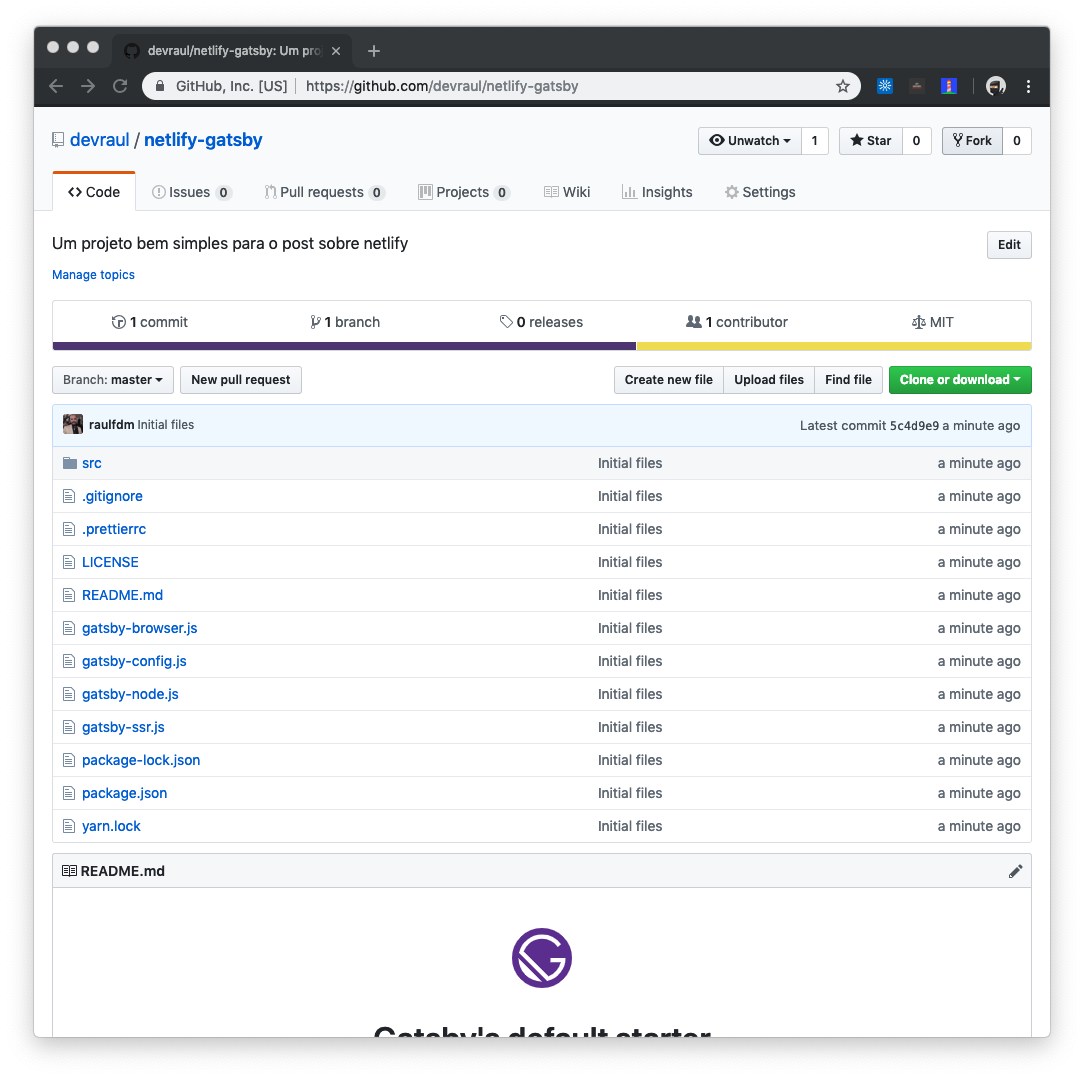 devraul/netlify-gatsby: Um pro
GitHub, Inc. [US] https://github.com/devraul/netlify-gatsby
devraul / netlify-gatsby Unwatch 1 Star 0 Fork 0
Code Issues 0 Pull requests 0 Projects 0 Wiki Insights Settings
Um projeto bem simples para o post sobre netlify Edit
Manage topics
1 commit 1 branch 0 releases 1 contributor MIT
Branch: master New pull request Create new file Upload files Find file Clone or download
raulfdm Initial files Latest commit 5c4d9e9 a minute ago
src Initial files a minute ago
.gitignore Initial files a minute ago
.prettierrc Initial files a minute ago
LICENSE Initial files a minute ago
README.md Initial files a minute ago
gatsby-browser.js Initial files a minute ago
gatsby-config.js Initial files a minute ago
gatsby-node.js Initial files a minute ago
gatsby-ssr.js Initial files a minute ago
package-lock.json Initial files a minute ago
package.json Initial files a minute ago
yarn.lock Initial files a minute ago
README.md
Gatsby's default starter